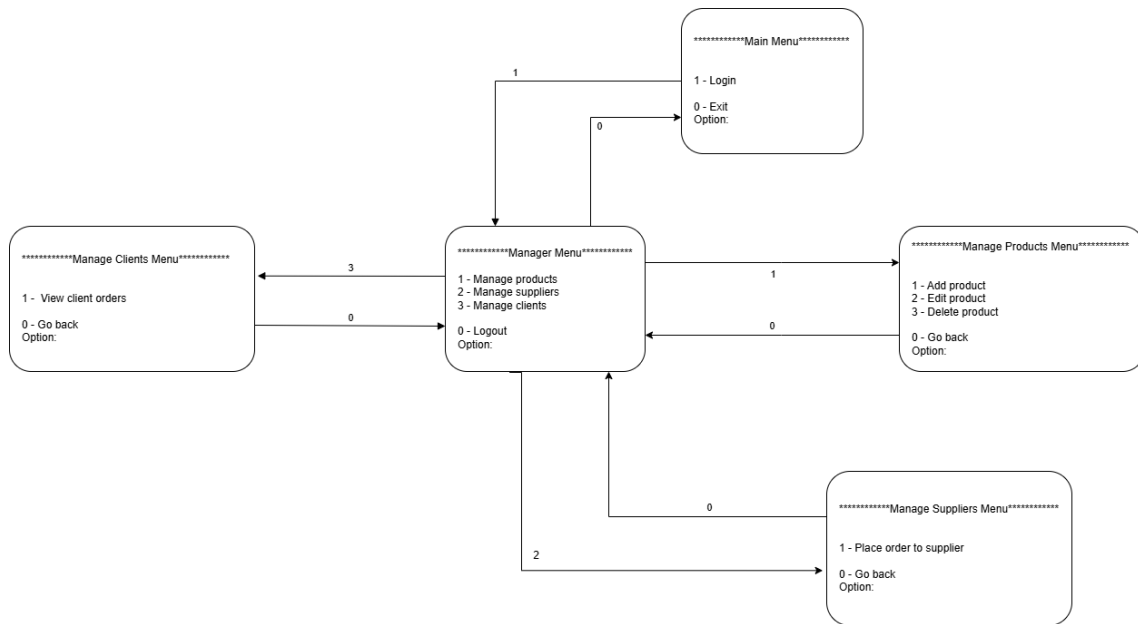 ************Main Menu************
1 - Login
0 - Exit
Option:
1
0
************Manage Clients Menu************
1 -  View client orders
0 - Go back
Option:
3
0
************Manager Menu************
1 - Manage products
2 - Manage suppliers
3 - Manage clients
0 - Logout
Option:
1
0
************Manage Products Menu************
1 - Add product
2 - Edit product
3 - Delete product
0 - Go back
Option:
0
2
************Manage Suppliers Menu************
1 - Place order to supplier
0 - Go back
Option: